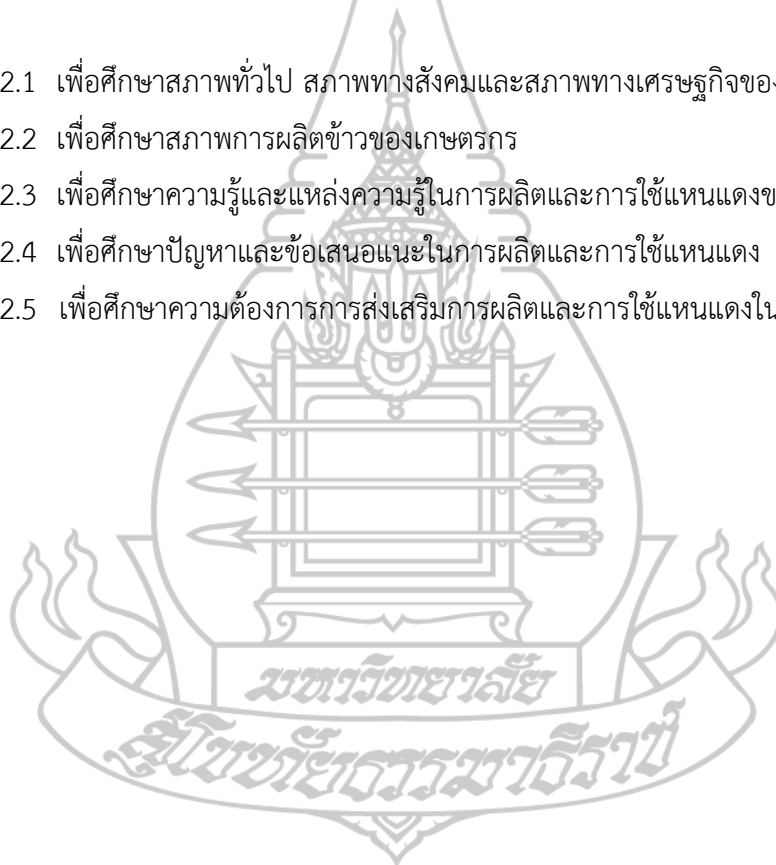 2.1 เพื่อศึกษาสภาพทั่วไป สภาพทางสังคมและสภาพทางเศรษฐกิจของ
2.2 เพื่อศึกษาสภาพการผลิตข้าวของเกษตรกร
2.3 เพื่อศึกษาความรู้และแหล่งความรู้ในการผลิตและการใช้แหนแดงข
2.4 เพื่อศึกษาปัญหาและข้อเสนอแนะในการผลิตและการใช้แหนแดง
2.5 เพื่อศึกษาความต้องการการส่งเสริมการผลิตและการใช้แหนแดงใน
มหาวิทยาลัย
สุโขทัยธรรมาธิราช